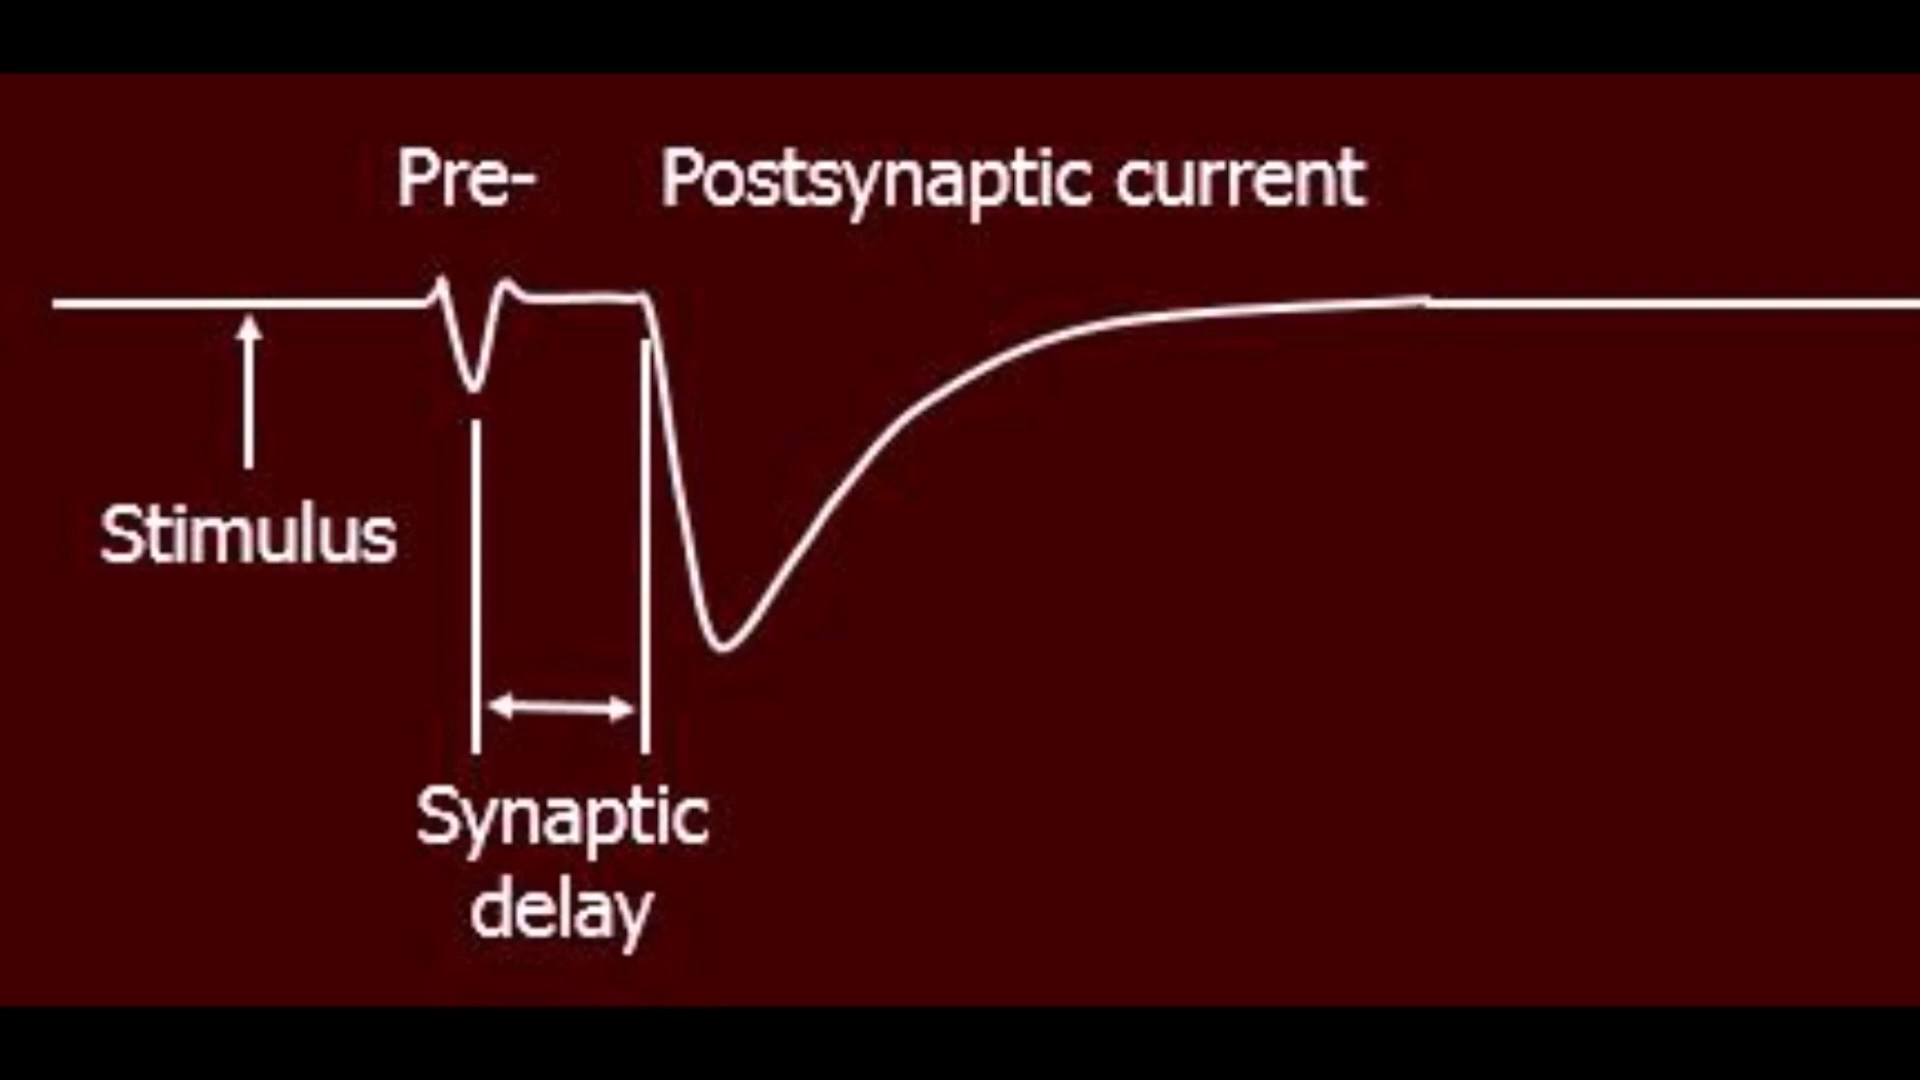 Pre-
Postsynaptic current
Stimulus
Synaptic
delay